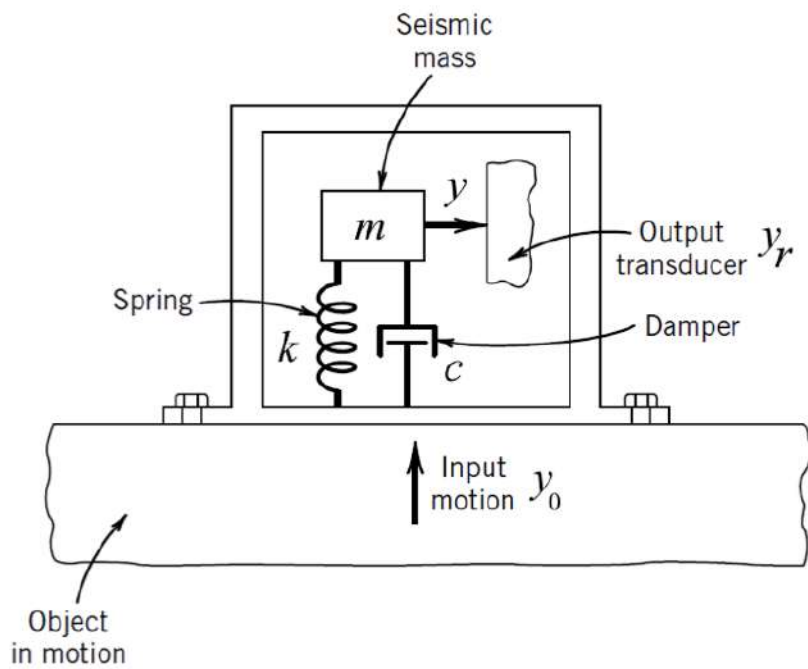 Seismic
mass
y
m
Output
transducer y_r
Spring
Damper
k
c
Input
motion y_0
Object
in motion